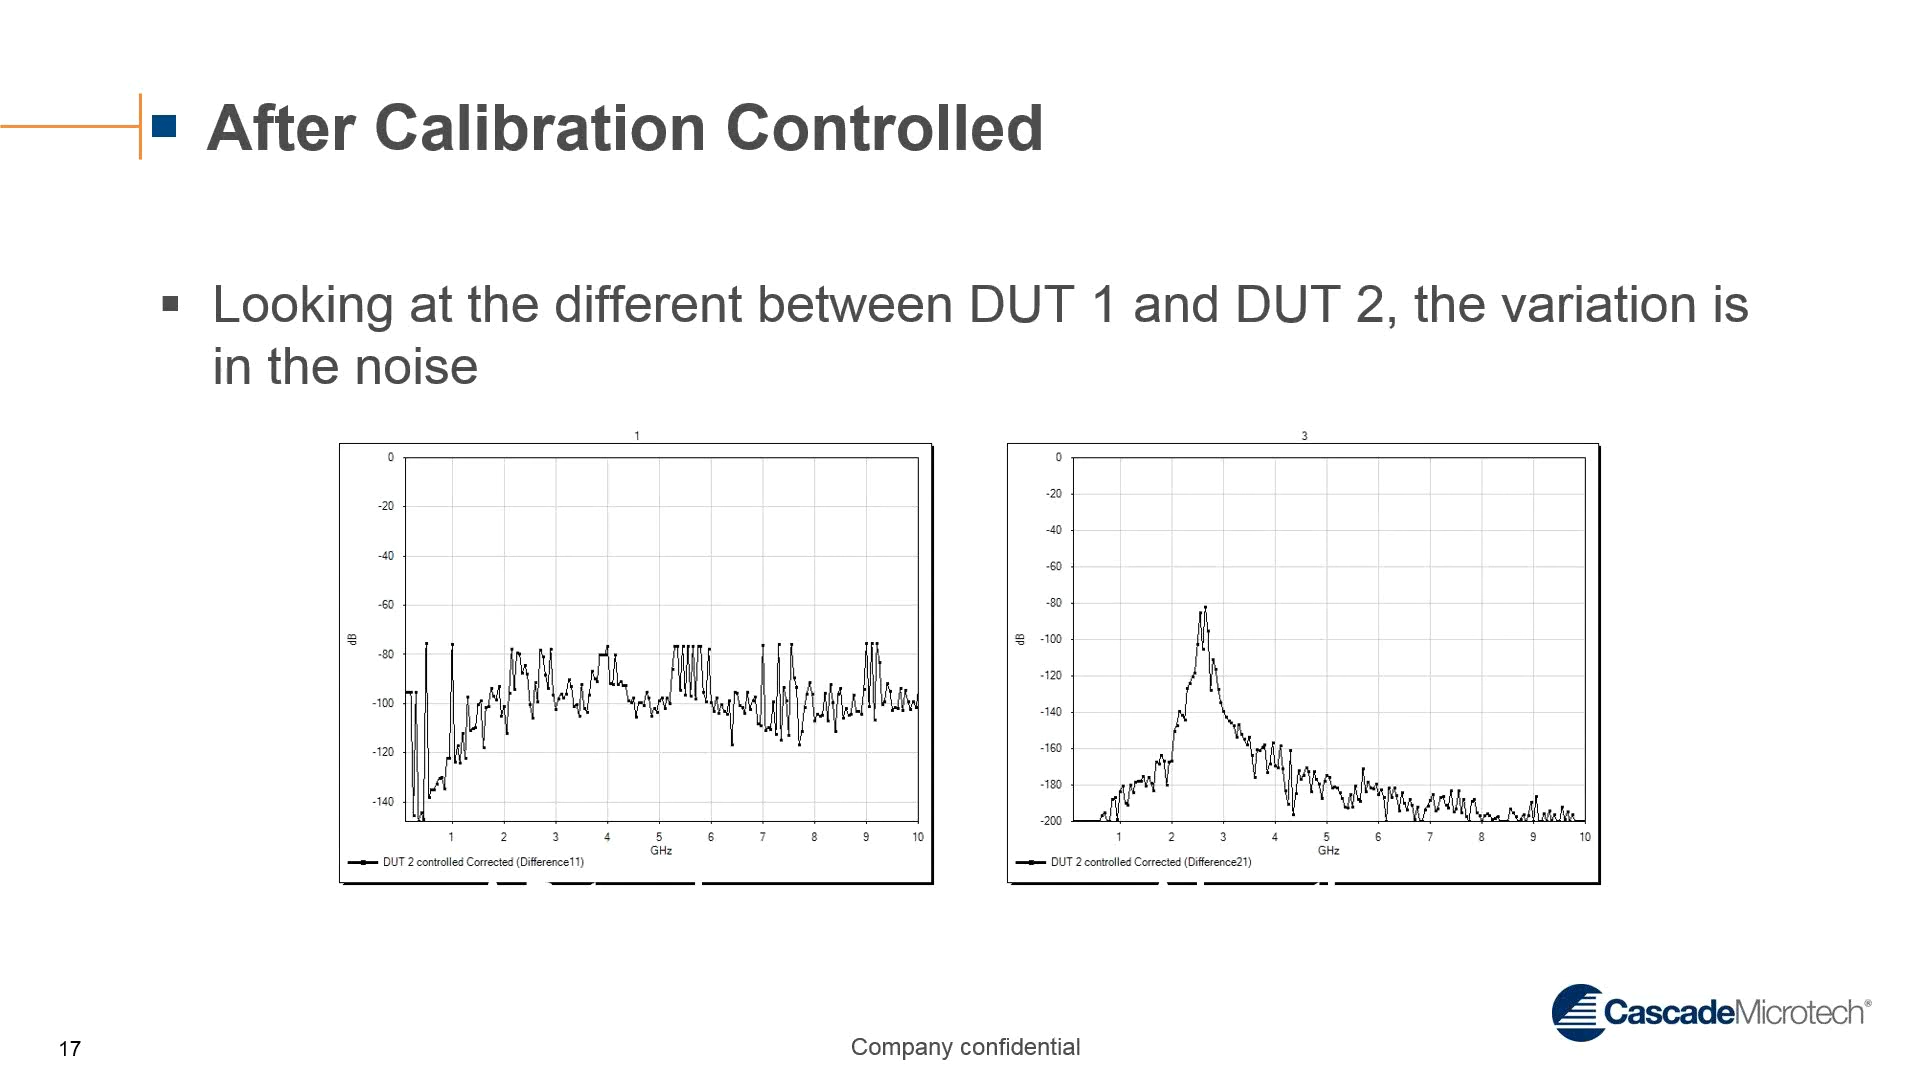 After Calibration Controlled
Looking at the different between DUT 1 and DUT 2, the variation is
in the noise
1
0
-20
-40
-60
-80
-100
-120
-140
dB
1 2 3 4 5 6 7 8 9 10
GHz
DUT 2 controlled Corrected (Difference11)
3
0
-20
-40
-60
-80
-100
-120
-140
-160
-180
-200
dB
1 2 3 4 5 6 7 8 9 10
GHz
DUT 2 controlled Corrected (Difference21)
CascadeMicrotech®
17
Company confidential